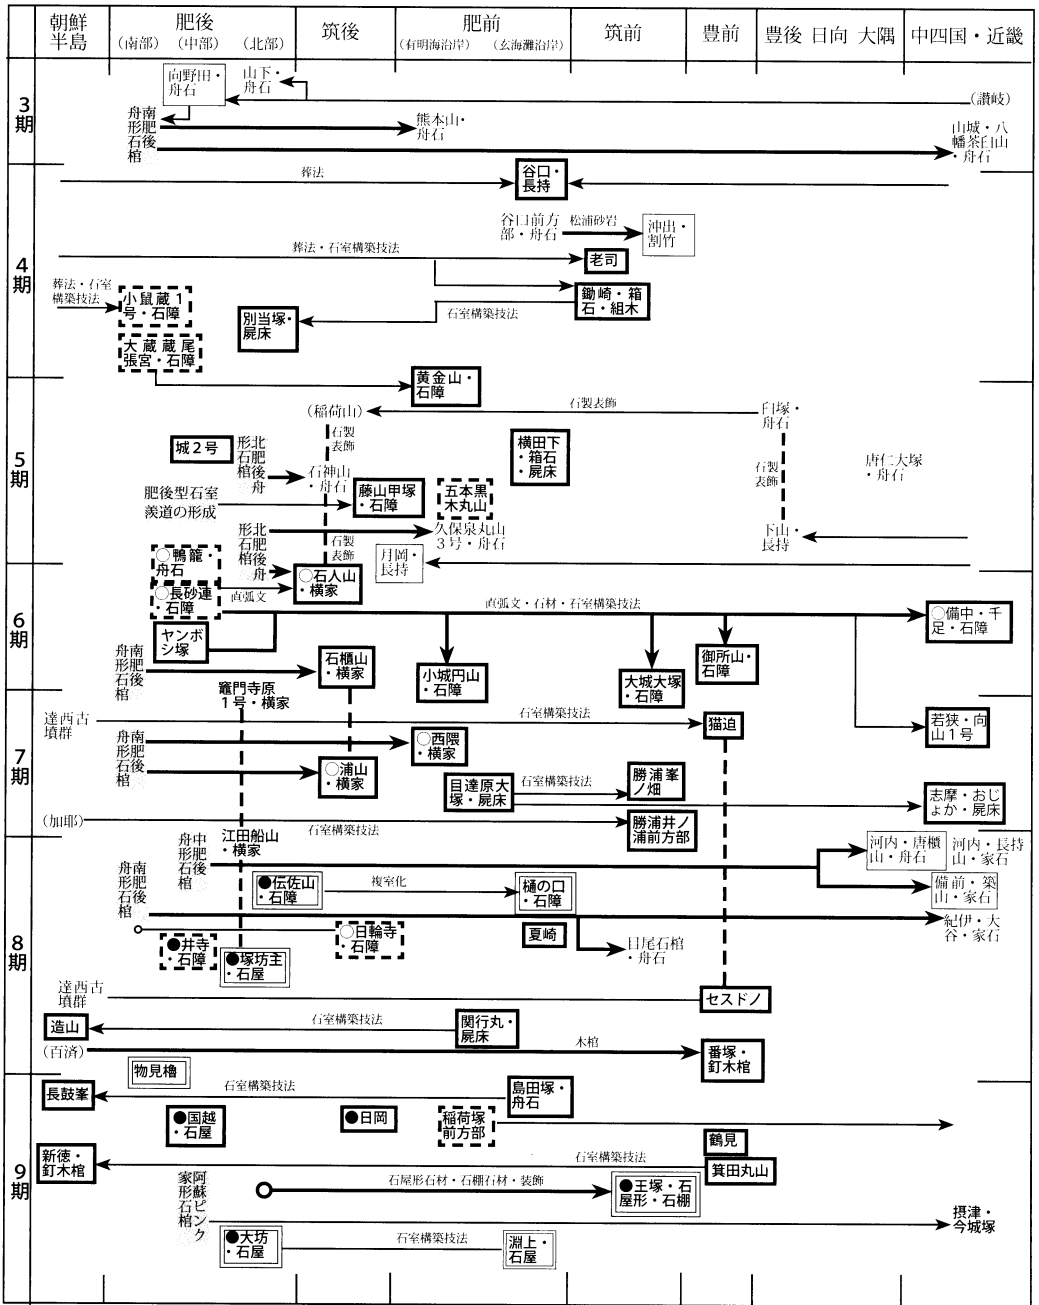 朝鮮
半島
肥後
（南部）（中部）（北部）
筑後
肥前
（有明海沿岸）（玄海灘沿岸）
筑前
豊前
豊後 日向 大隅
中四国・近畿
3期
向野田・
舟石
山下・
舟石
（讃岐）
南肥後
舟形石棺
熊本山・
舟石
山城・八
幡茶臼山
・舟石
葬法
谷口・
長持
4期
谷口前方
部・舟石
松浦砂岩
沖出・
割竹
葬法・石室構築技法
老司
葬法・石室
構築技法
小鼠蔵1
号・石障
鋤崎・箱
石・組木
別当塚・
屍床
石室構築技法
大蔵蔵尾
張宮・石障
黄金山・
石障
5期
（稲荷山）
石製表飾
臼塚・
舟石
石製
表飾
城2号
北肥後
形石棺舟
石神山
・舟石
横田下
・箱石
・屍床
石製
表飾
唐仁大塚
・舟石
肥後型石室
羨道の形成
藤山甲塚
・石障
五本黒
木丸山
北肥後
形石棺舟
石製
表飾
久保泉丸山
3号・舟石
下山・
長持
○鴨籠・
舟石
月岡・
長持
○石人山
・横家
6期
○長砂連
・石障
直弧文
直弧文・石材・石室構築技法
○備中・千
足・石障
ヤンボ
シ塚
南肥後
舟形石棺
石櫃山
・横家
小城円山
・石障
大城大塚
・石障
御所山・
石障
竈門寺原
1号・横家
7期
達西古
墳群
石室構築技法
猫迫
若狭・向
山1号
南肥後
舟形石棺
○西隈
・横家
○浦山
・横家
目達原大
塚・屍床
石室構築技法
勝浦峯
ノ畑
志摩・おじ
ょか・屍床
（加耶）
石室構築技法
勝浦井ノ
浦前方部
8期
中肥後
舟形石棺
江田船山
・横家
河内・唐櫃
山・舟石
河内・長持
山・家石
南肥後
舟形石棺
●伝佐山
・石障
複室化
樋の口
・石障
備前・築
山・家石
紀伊・大
谷・家石
●井寺
・石障
○日輪寺
・石障
夏崎
目尾石棺
・舟石
●塚坊主
・石屋
達西古
墳群
セスドノ
造山
石室構築技法
関行丸・
屍床
（百済）
木棺
番塚・
釘木棺
物見櫓
9期
長鼓峯
石室構築技法
島田塚・
舟石
●国越
・石屋
●日岡
稲荷塚
前方部
鶴見
新徳・
釘木棺
石室構築技法
箕田丸山
阿蘇ピンク
家形石棺
石屋形石材・石棚石材・装飾
●王塚・石
屋形・石棚
摂津・
今城塚
●大坊
・石屋
石室構築技法
淵上・
石屋